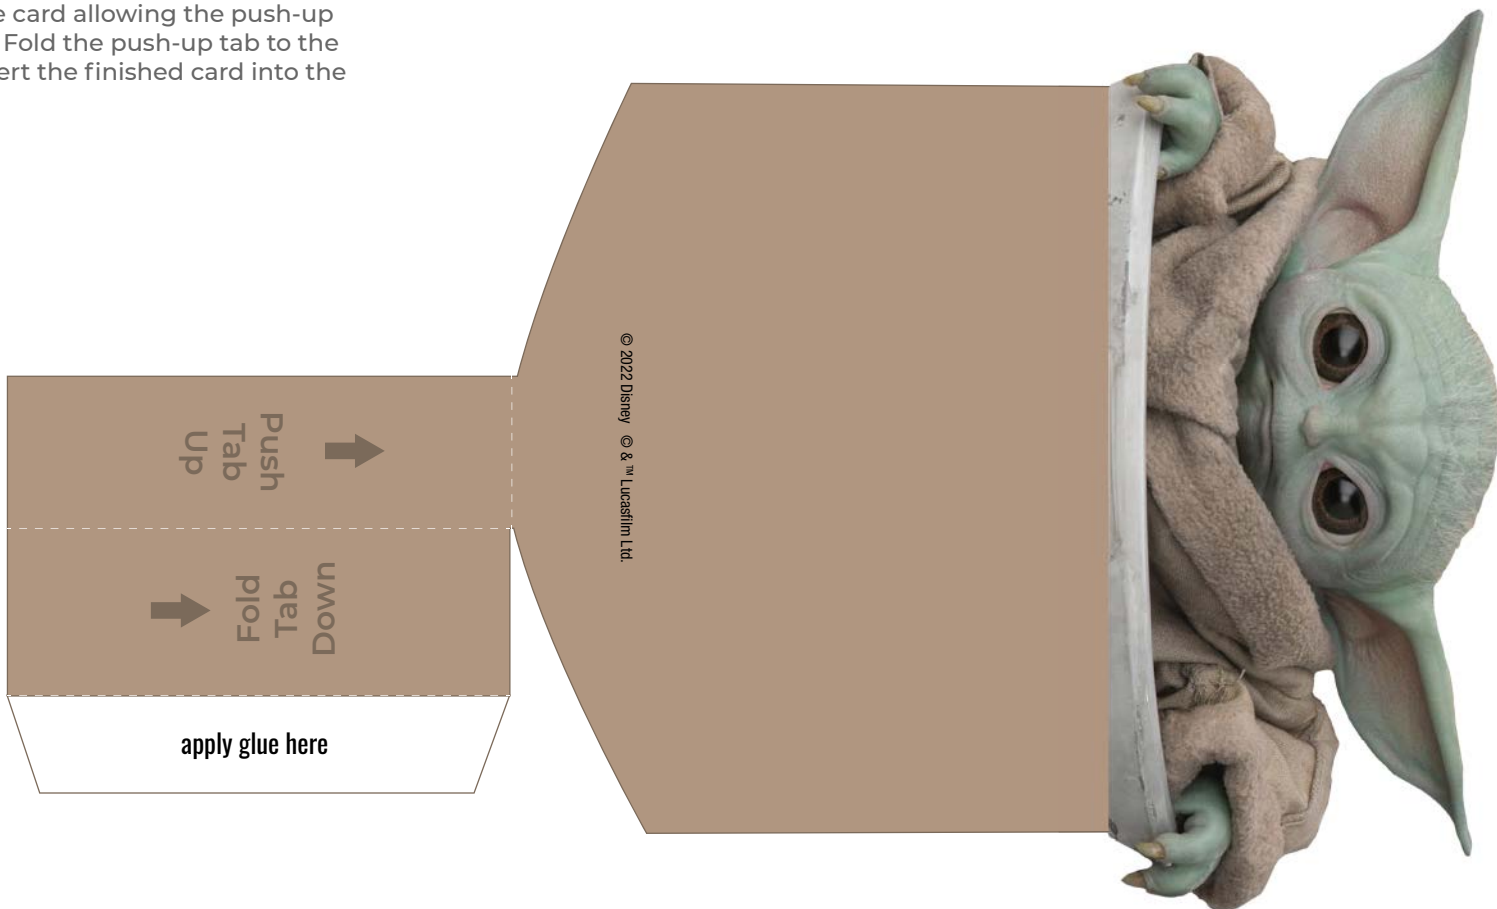 e card allowing the push-up
Fold the push-up tab to the
ert the finished card into the
© 2022 Disney © & ™ Lucasfilm Ltd.
Push
Tab
Up
Fold
Tab
Down
apply glue here